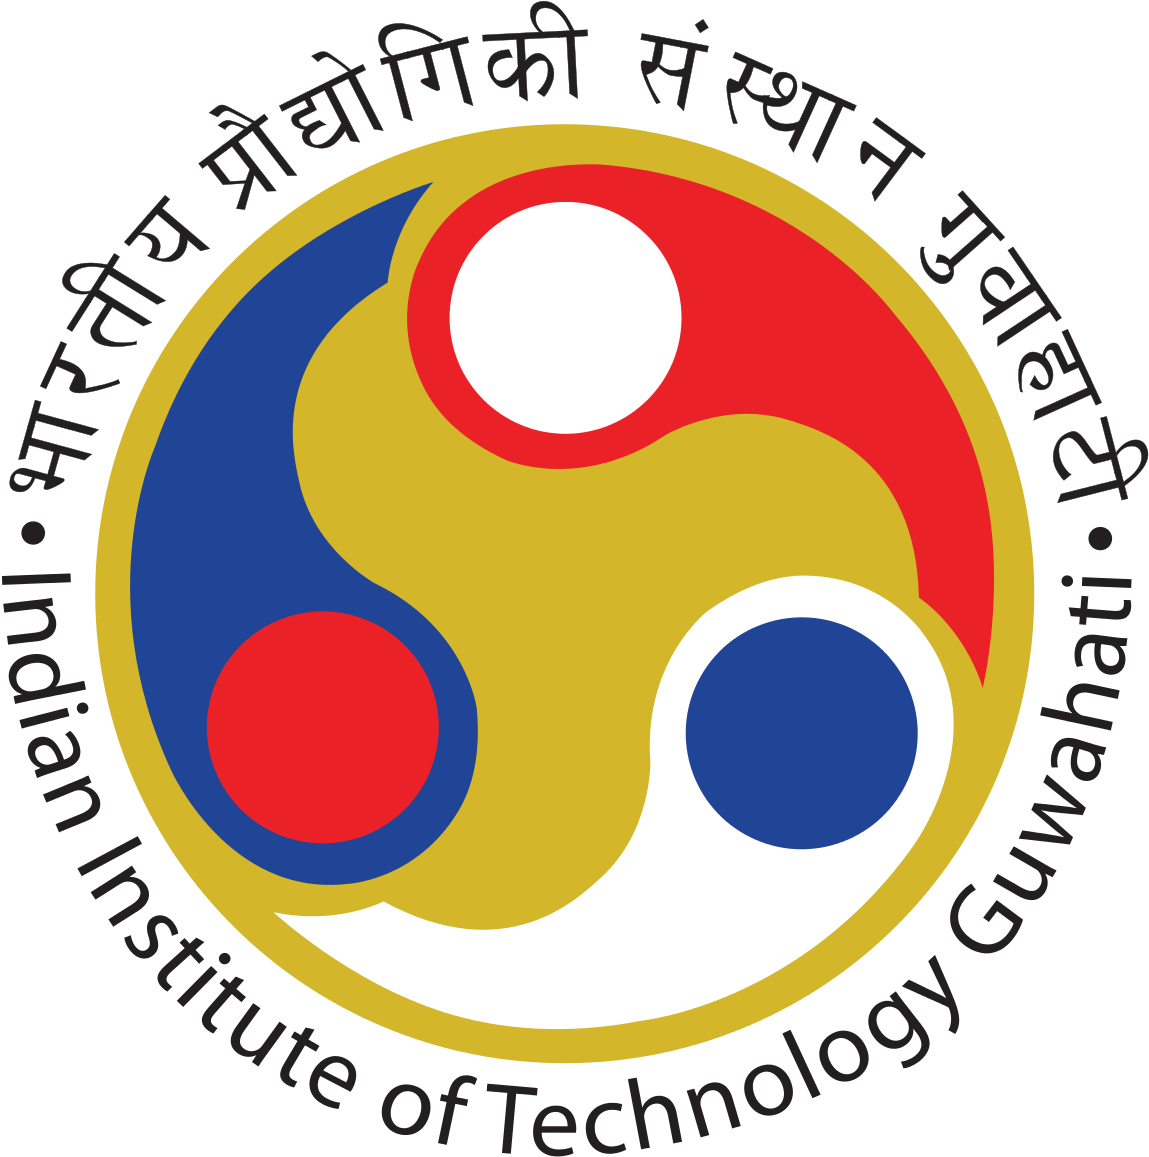 भारतीय प्रौद्योगिकी संस्थान गुवाहाटी
• Indian Institute of Technology Guwahati •